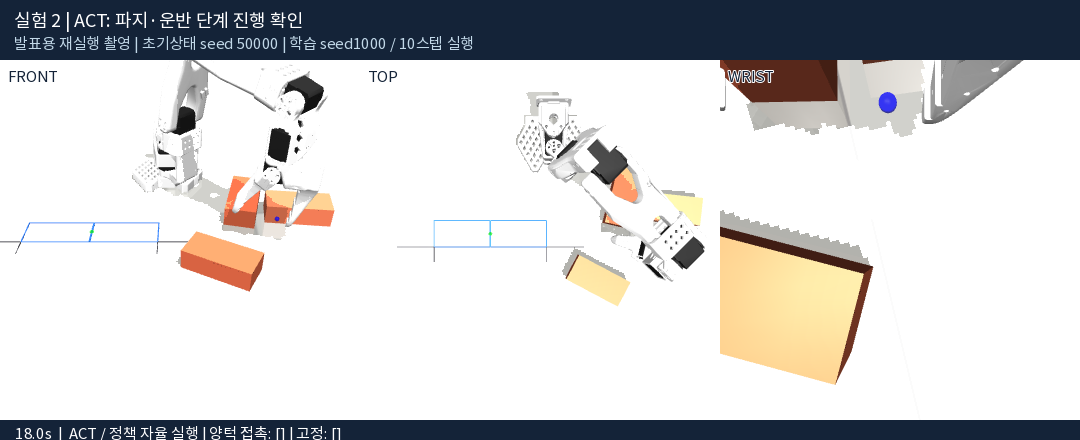 실험 2 | ACT: 파지·운반 단계 진행 확인
발표용 재실행 촬영 | 초기상태 seed 50000 | 학습 seed1000 / 10스텝 실행
FRONT
TOP
WRIST
18.0s | ACT / 정책 자율 실행 | 양턱 접촉: [] | 고정: []